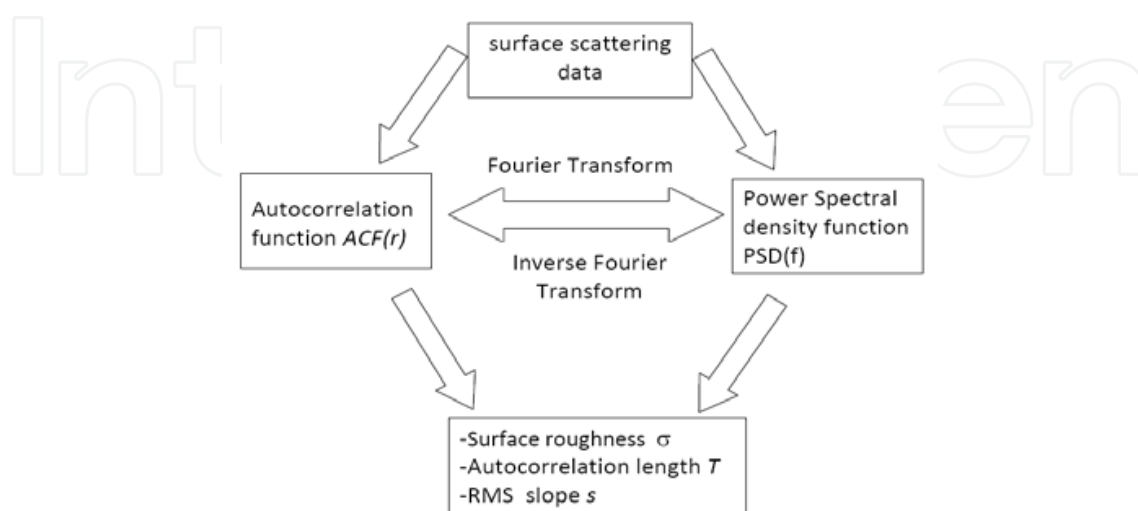 surface scattering
data
Fourier Transform
Autocorrelation
function ACF(r)
Power Spectral
density function
PSD(f)
Inverse Fourier
Transform
-Surface roughness σ
-Autocorrelation length T
-RMS slope s